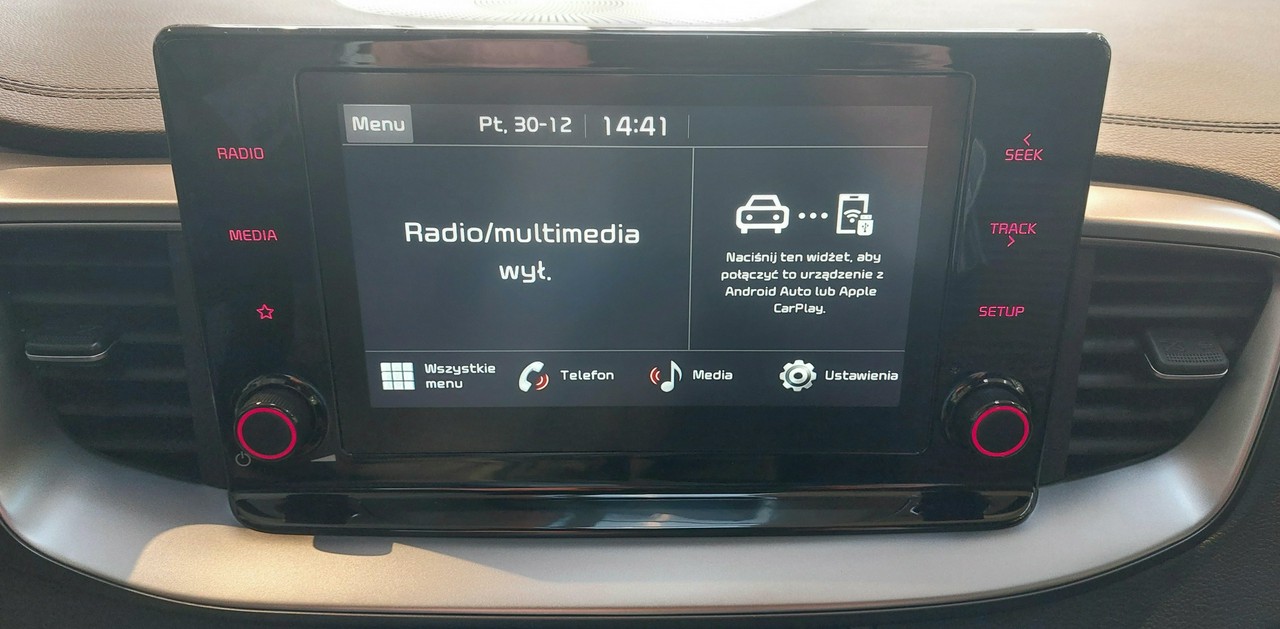 Menu
Pt, 30-12
14:41
RADIO
MEDIA
SEEK
TRACK
SETUP
Radio/multimedia
wył.
Naciśnij ten widżet, aby
połączyć to urządzenie z
Android Auto lub Apple
CarPlay.
Wszystkie
menu
Telefon
Media
Ustawienia